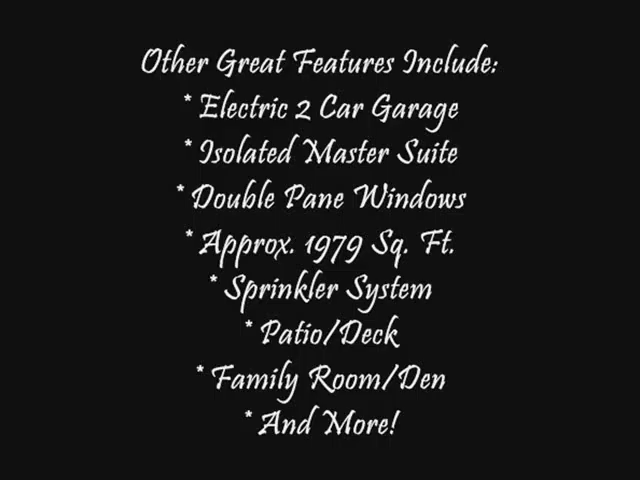 Other Great Features Include:
* Electric 2 Car Garage
* Isolated Master Suite
* Double Pane Windows
* Approx. 1979 Sq. Ft.
* Sprinkler System
* Patio/Deck
* Family Room/Den
* And More!